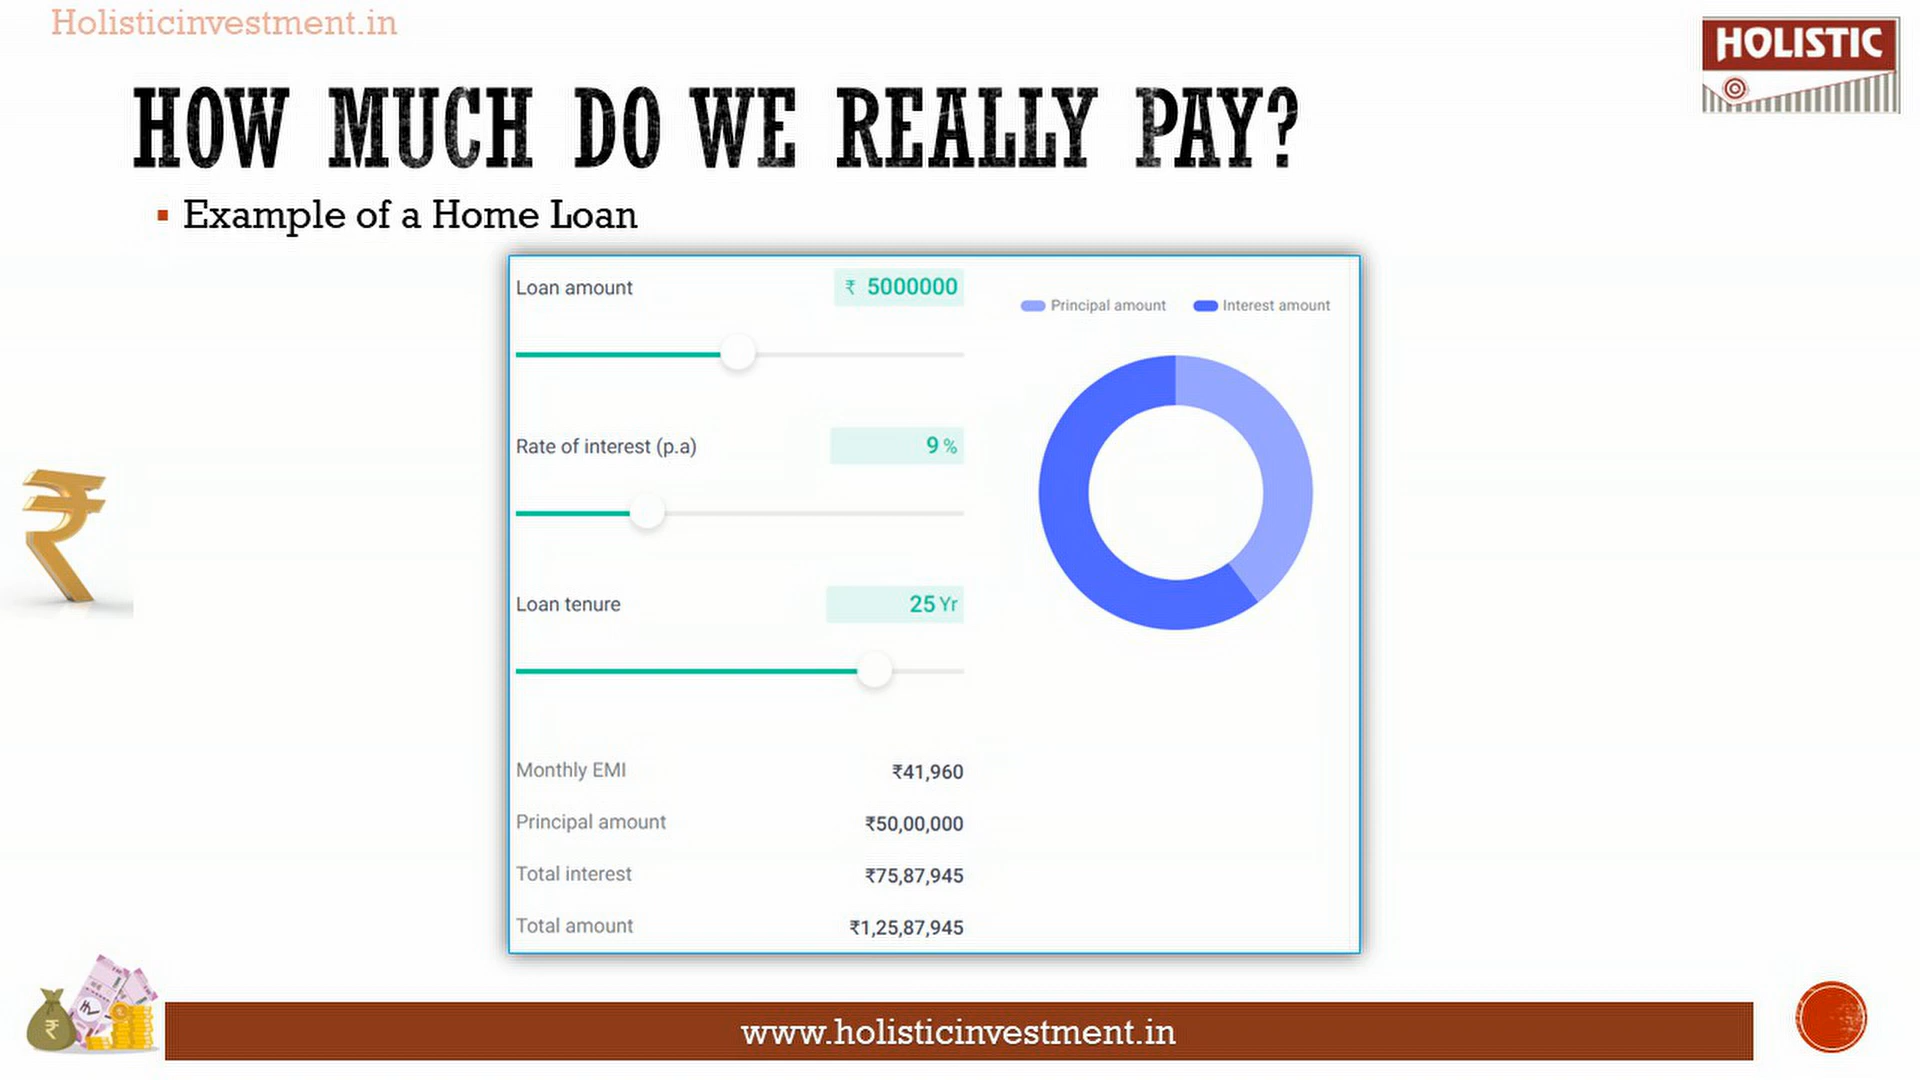 Holisticinvestment.in
HOLISTIC
HOW MUCH DO WE REALLY PAY?
▪ Example of a Home Loan
Loan amount ₹ 5000000
Principal amount Interest amount
Rate of interest (p.a) 9 %
Loan tenure 25 Yr
Monthly EMI ₹41,960
Principal amount ₹50,00,000
Total interest ₹75,87,945
Total amount ₹1,25,87,945
www.holisticinvestment.in